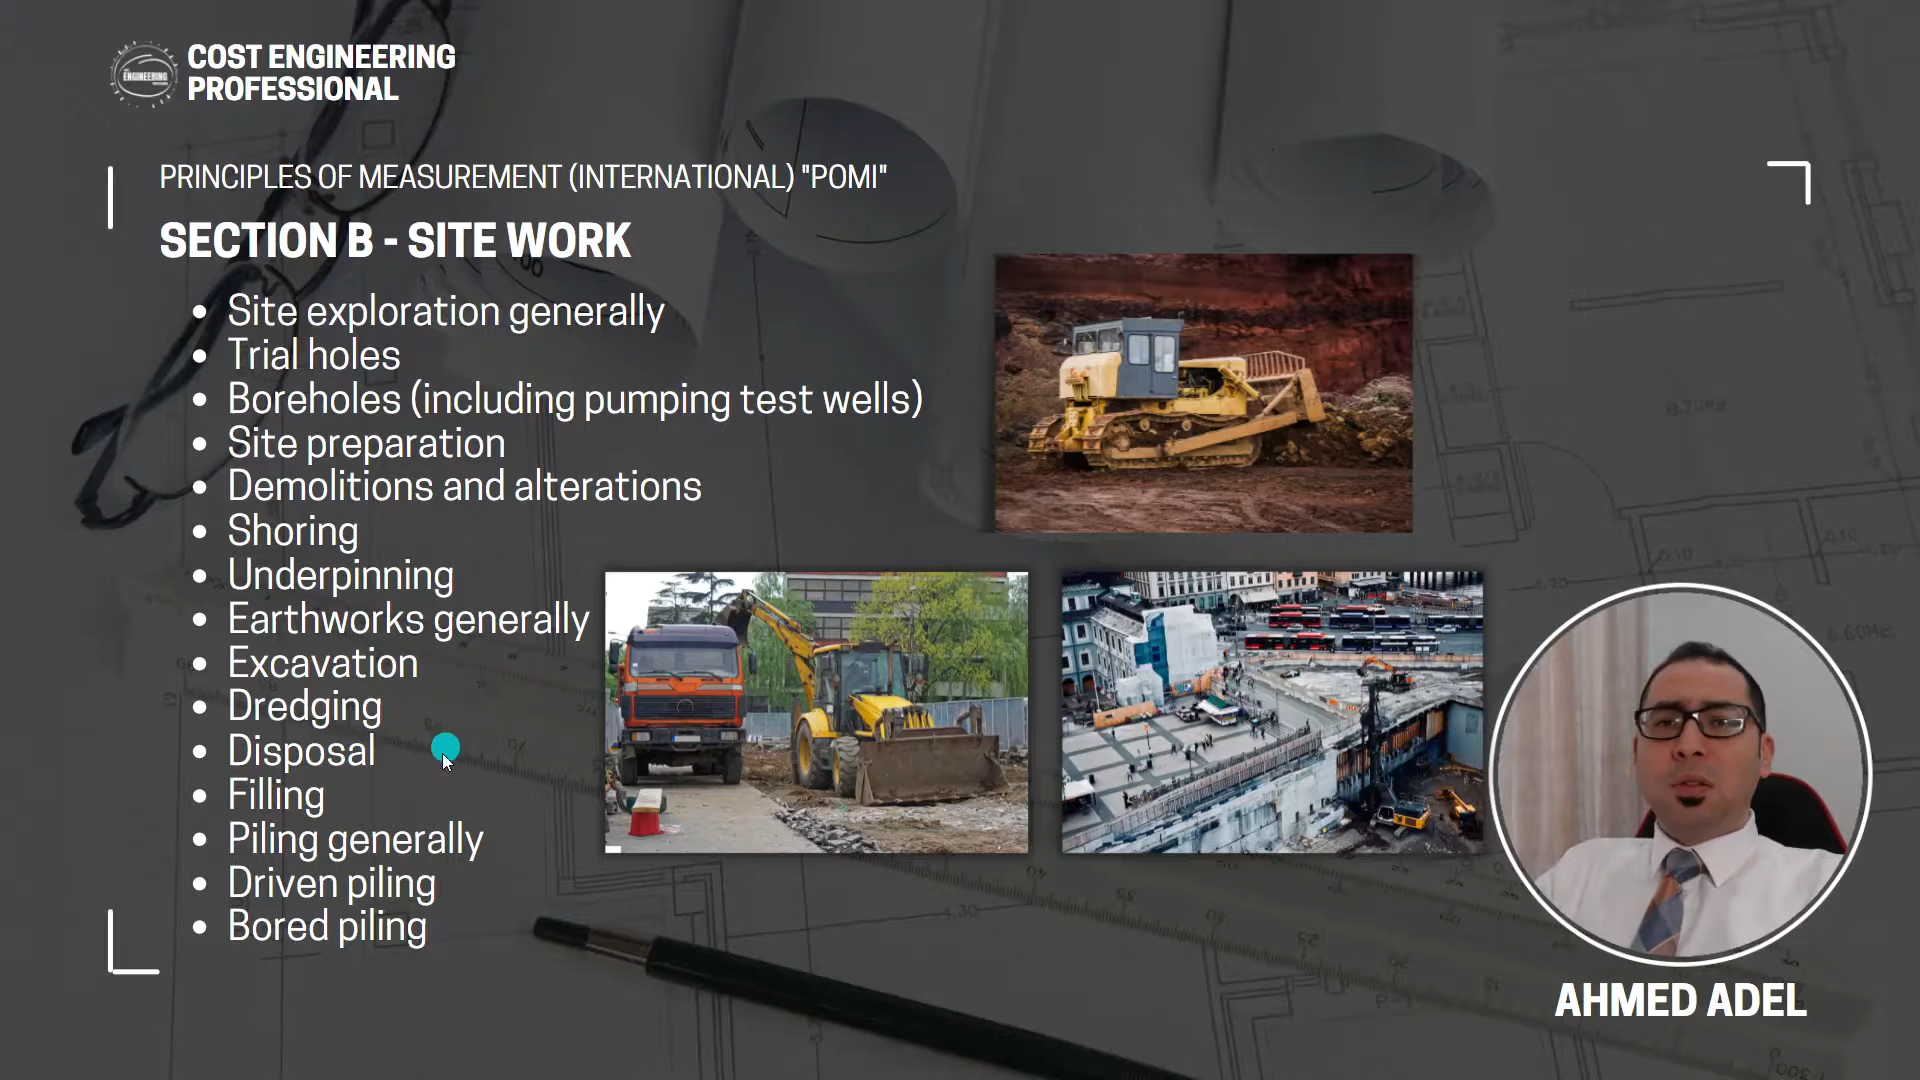 COST ENGINEERING
PROFESSIONAL
ENGINEERING
PRINCIPLES OF MEASUREMENT (INTERNATIONAL) "POMI"
SECTION B - SITE WORK
• Site exploration generally
• Trial holes
• Boreholes (including pumping test wells)
• Site preparation
• Demolitions and alterations
• Shoring
• Underpinning
• Earthworks generally
• Excavation
• Dredging
• Disposal
• Filling
• Piling generally
• Driven piling
• Bored piling
AHMED ADEL